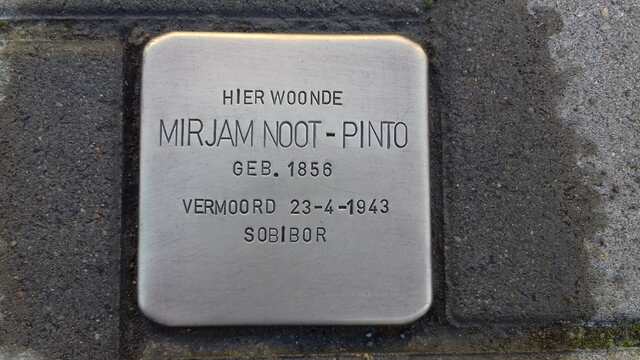 HIER WOONDE
MIRJAM NOOT - PINTO
GEB. 1856
VERMOORD 23-4-1943
SOBIBOR